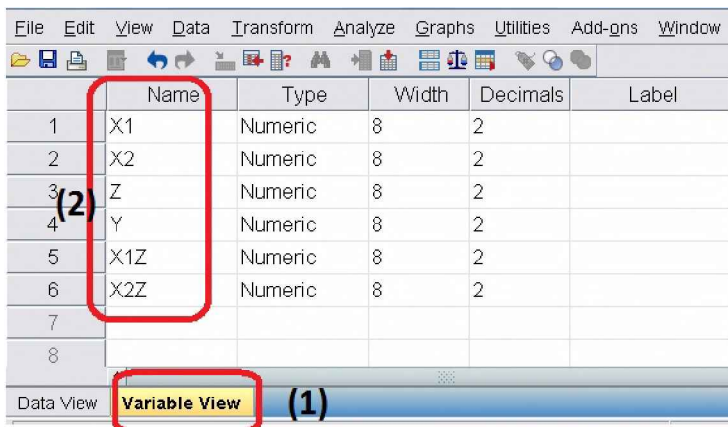 File Edit View Data Transform Analyze Graphs Utilities Add-ons Window
Name Type Width Decimals Label
1 X1 Numeric 8 2
2 X2 Numeric 8 2
3 Z Numeric 8 2
(2)
4 Y Numeric 8 2
5 X1Z Numeric 8 2
6 X2Z Numeric 8 2
7
8
Data View Variable View (1)